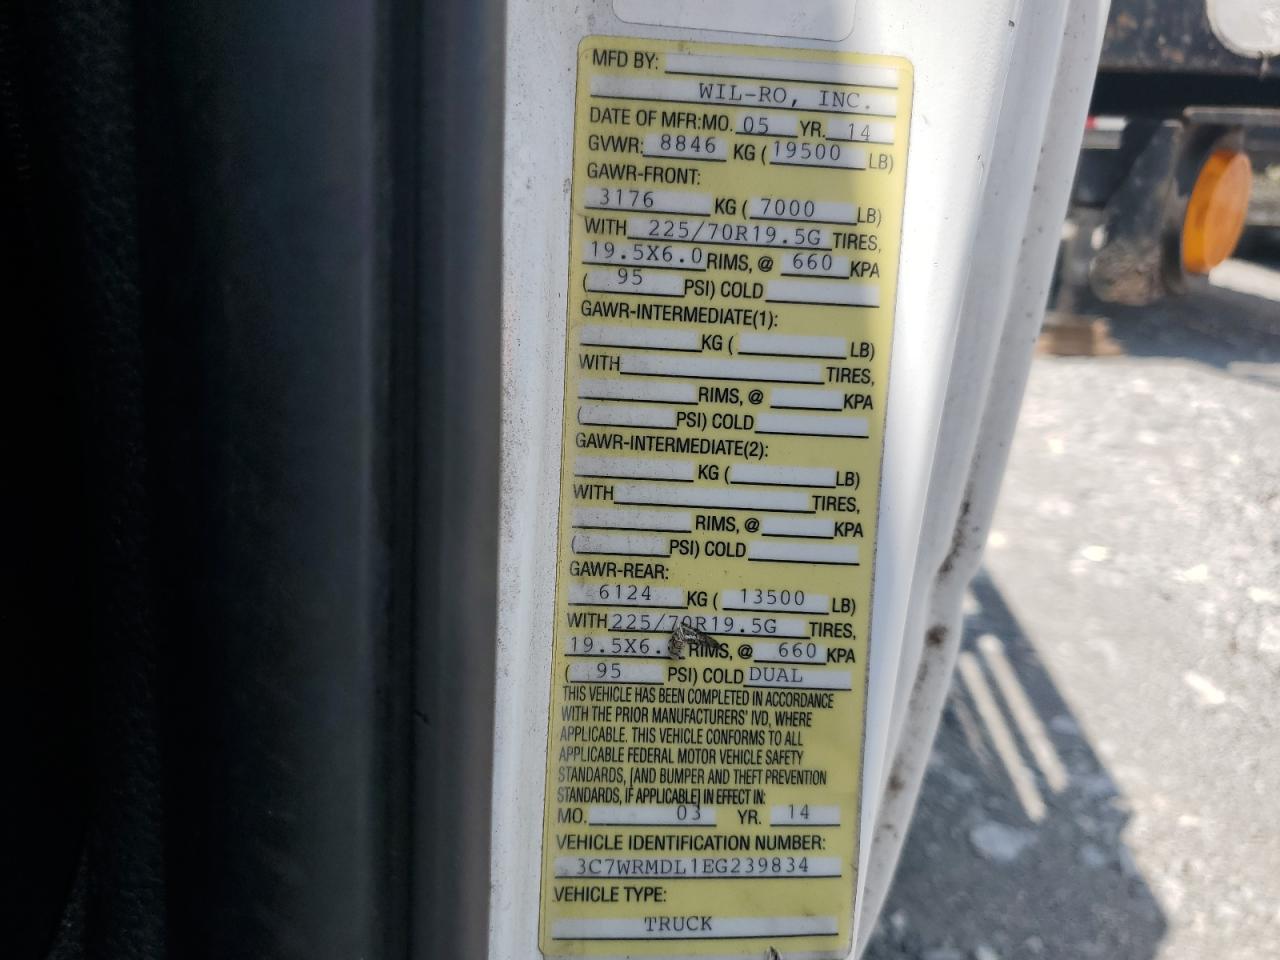 MFD BY:
WIL-RO, INC.
DATE OF MFR:MO. 05 YR. 14
GVWR: 8846 KG ( 19500 LB)
GAWR-FRONT:
3176 KG ( 7000 LB)
WITH 225/70R19.5G TIRES,
19.5X6.0 RIMS, @ 660 KPA
( 95 PSI) COLD
GAWR-INTERMEDIATE(1):
KG ( LB)
WITH TIRES,
RIMS, @ KPA
( PSI) COLD
GAWR-INTERMEDIATE(2):
KG ( LB)
WITH TIRES,
RIMS, @ KPA
( PSI) COLD
GAWR-REAR:
6124 KG ( 13500 LB)
WITH 225/70R19.5G TIRES,
19.5X6. RIMS, @ 660 KPA
( 95 PSI) COLD DUAL
THIS VEHICLE HAS BEEN COMPLETED IN ACCORDANCE
WITH THE PRIOR MANUFACTURERS' IVD, WHERE
APPLICABLE. THIS VEHICLE CONFORMS TO ALL
APPLICABLE FEDERAL MOTOR VEHICLE SAFETY
STANDARDS, [AND BUMPER AND THEFT PREVENTION
STANDARDS, IF APPLICABLE] IN EFFECT IN:
MO. 03 YR. 14
VEHICLE IDENTIFICATION NUMBER:
3C7WRMDL1EG239834
VEHICLE TYPE:
TRUCK